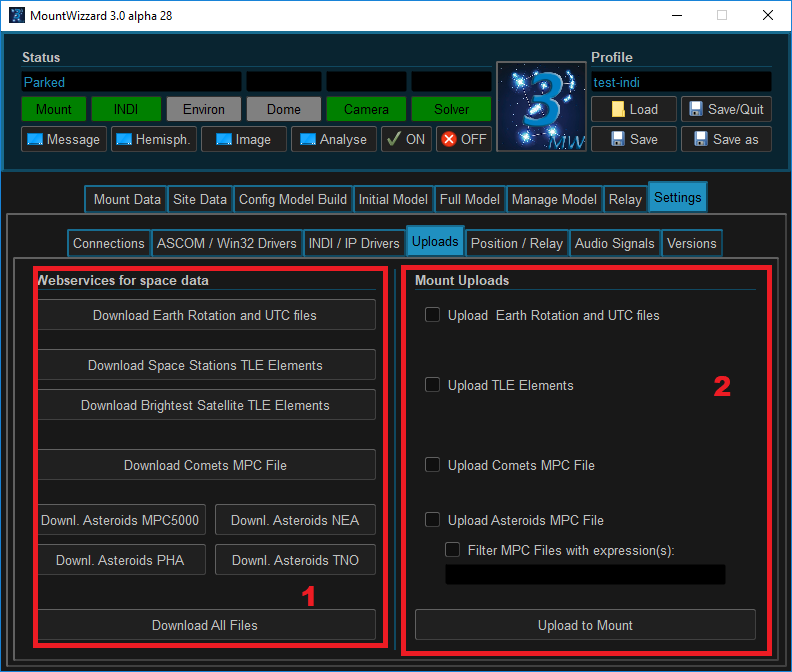 MountWizzard 3.0 alpha 28
Status
Profile
Parked
test-indi
Mount INDI Environ Dome Camera Solver
3
MW
Load Save/Quit
Message Hemisph. Image Analyse ON OFF
Save Save as
Mount Data Site Data Config Model Build Initial Model Full Model Manage Model Relay Settings
Connections ASCOM / Win32 Drivers INDI / IP Drivers Uploads Position / Relay Audio Signals Versions
Webservices for space data
Download Earth Rotation and UTC files
Download Space Stations TLE Elements
Download Brightest Satellite TLE Elements
Download Comets MPC File
Downl. Asteroids MPC5000 Downl. Asteroids NEA
Downl. Asteroids PHA Downl. Asteroids TNO
1
Download All Files
Mount Uploads
Upload  Earth Rotation and UTC files
Upload TLE Elements
2
Upload Comets MPC File
Upload Asteroids MPC File
Filter MPC Files with expression(s):
Upload to Mount